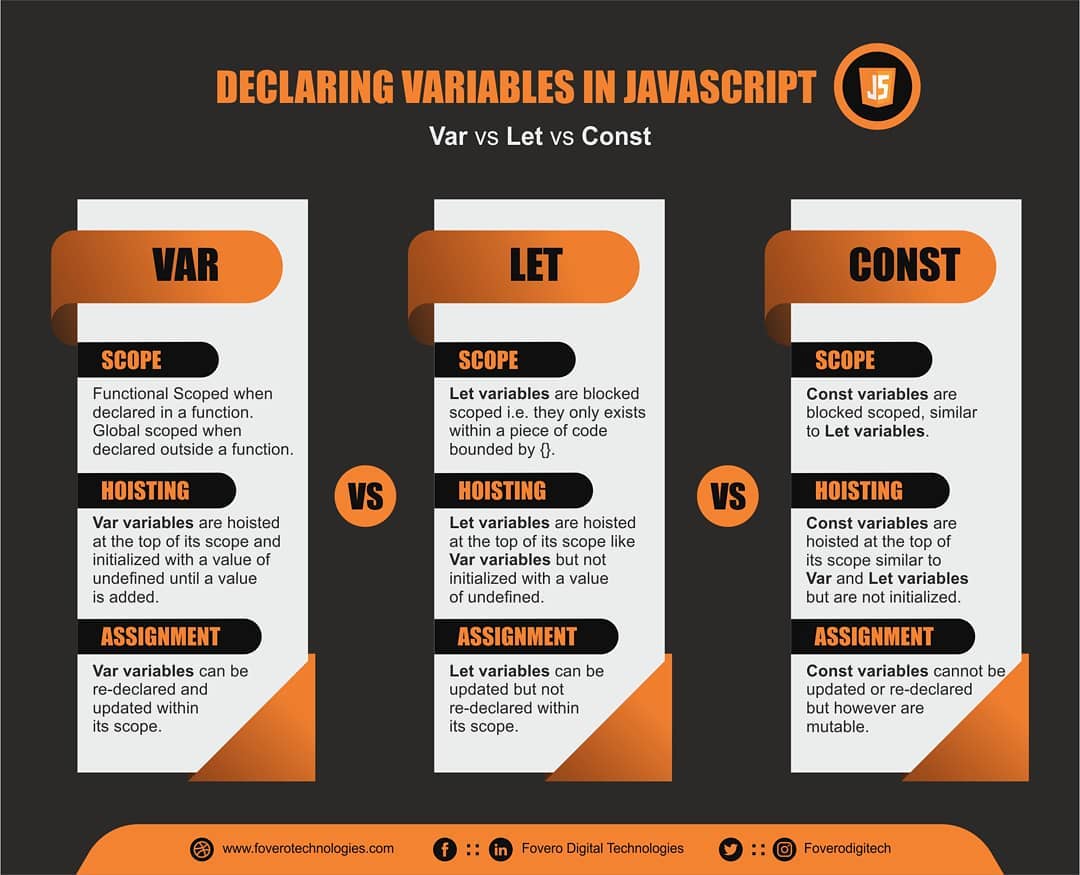 DECLARING VARIABLES IN JAVASCRIPT
JS
Var vs Let vs Const
VAR
SCOPE
Functional Scoped when
declared in a function.
Global scoped when
declared outside a function.
HOISTING
Var variables are hoisted
at the top of its scope and
initialized with a value of
undefined until a value
is added.
ASSIGNMENT
Var variables can be
re-declared and
updated within
its scope.
VS
LET
SCOPE
Let variables are blocked
scoped i.e. they only exists
within a piece of code
bounded by {}.
HOISTING
Let variables are hoisted
at the top of its scope like
Var variables but not
initialized with a value
of undefined.
ASSIGNMENT
Let variables can be
updated but not
re-declared within
its scope.
VS
CONST
SCOPE
Const variables are
blocked scoped, similar
to Let variables.
HOISTING
Const variables are
hoisted at the top of
its scope similar to
Var and Let variables
but are not initialized.
ASSIGNMENT
Const variables cannot be
updated or re-declared
but however are
mutable.
www.foverotechnologies.com
f :: in Fovero Digital Technologies
:: Foverodigitech